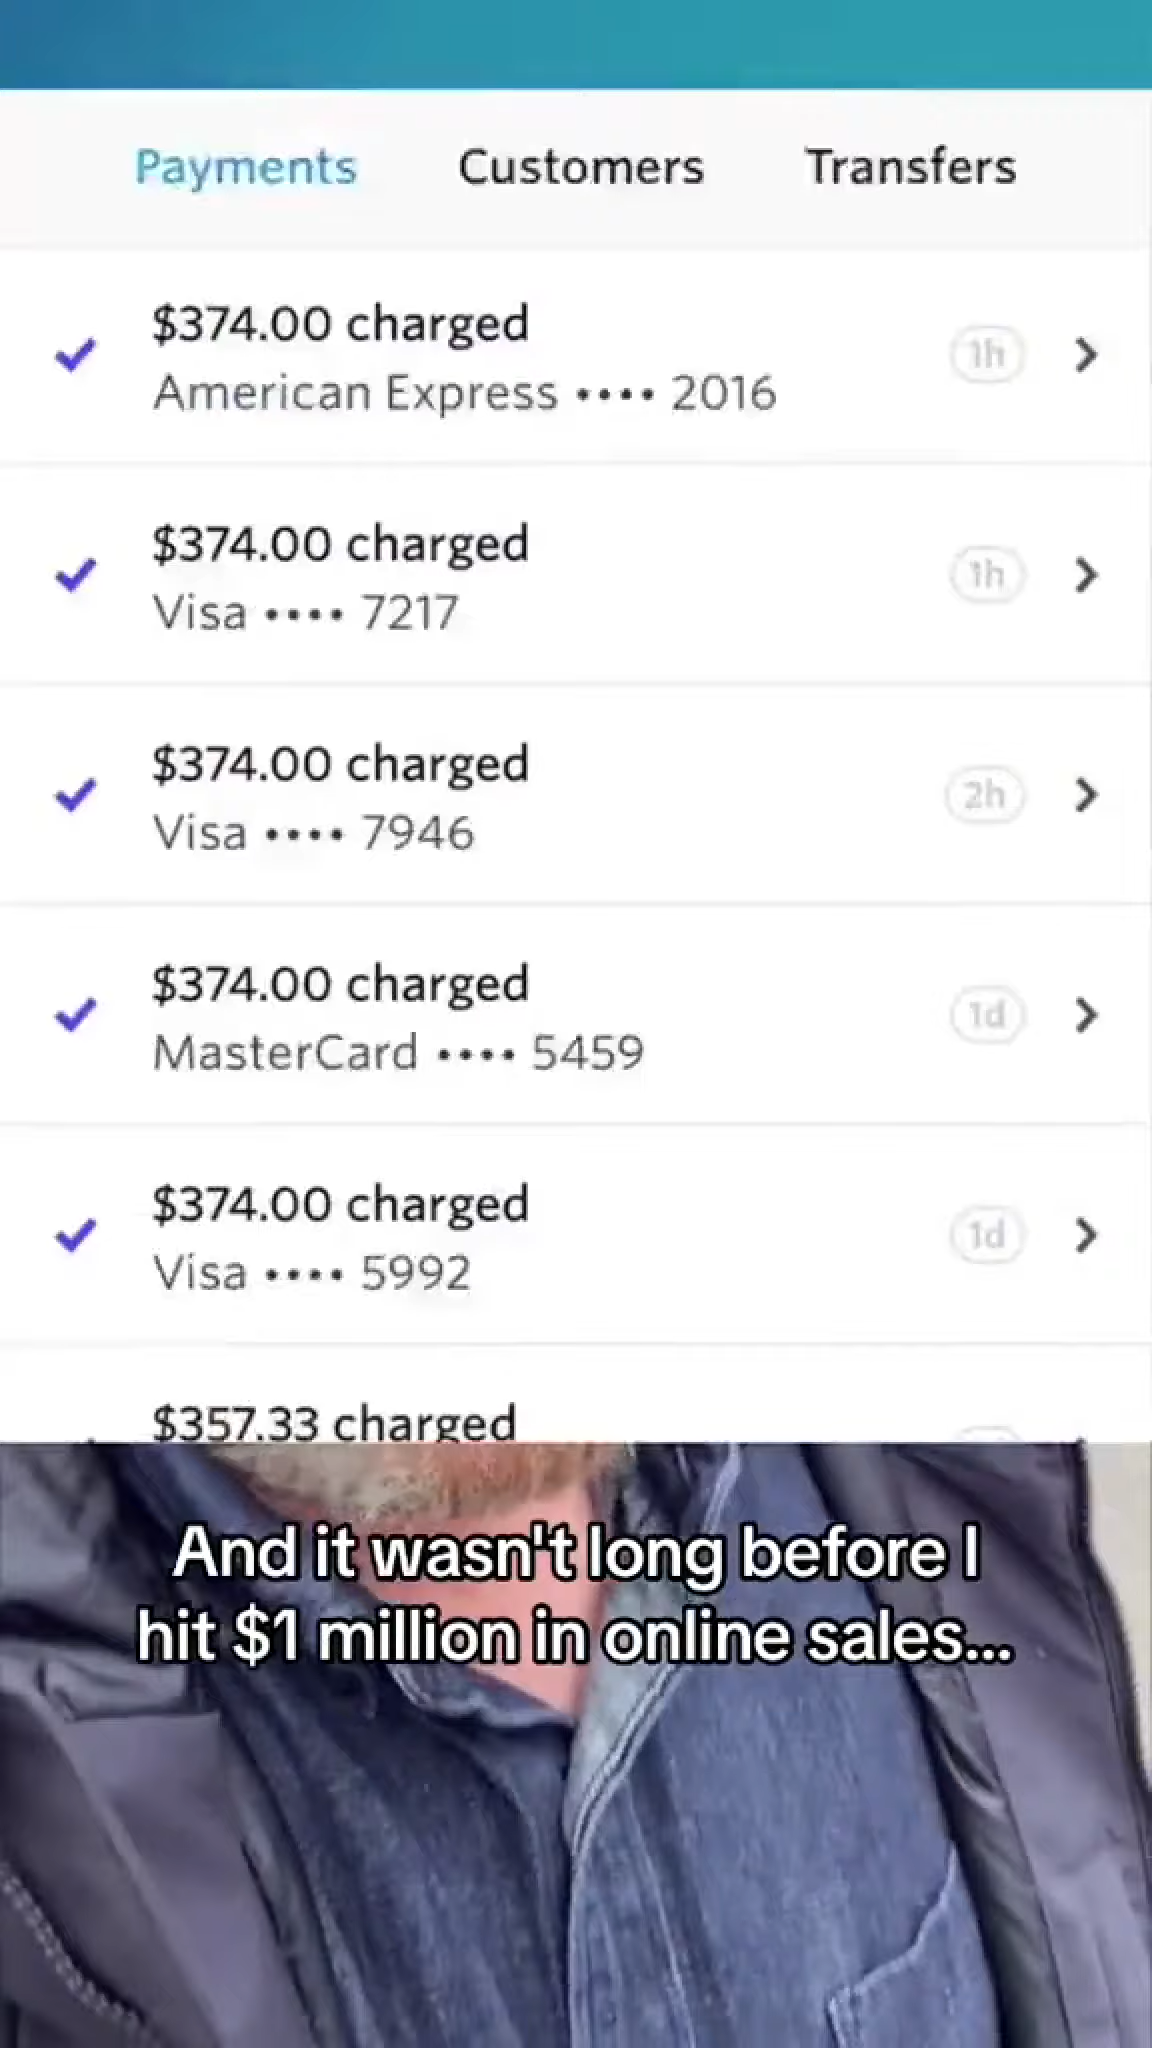 Payments Customers Transfers
$374.00 charged
American Express •••• 2016
1h
$374.00 charged
Visa •••• 7217
1h
$374.00 charged
Visa •••• 7946
2h
$374.00 charged
MasterCard •••• 5459
1d
$374.00 charged
Visa •••• 5992
1d
$357.33 charged
And it wasn't long before I
hit $1 million in online sales...